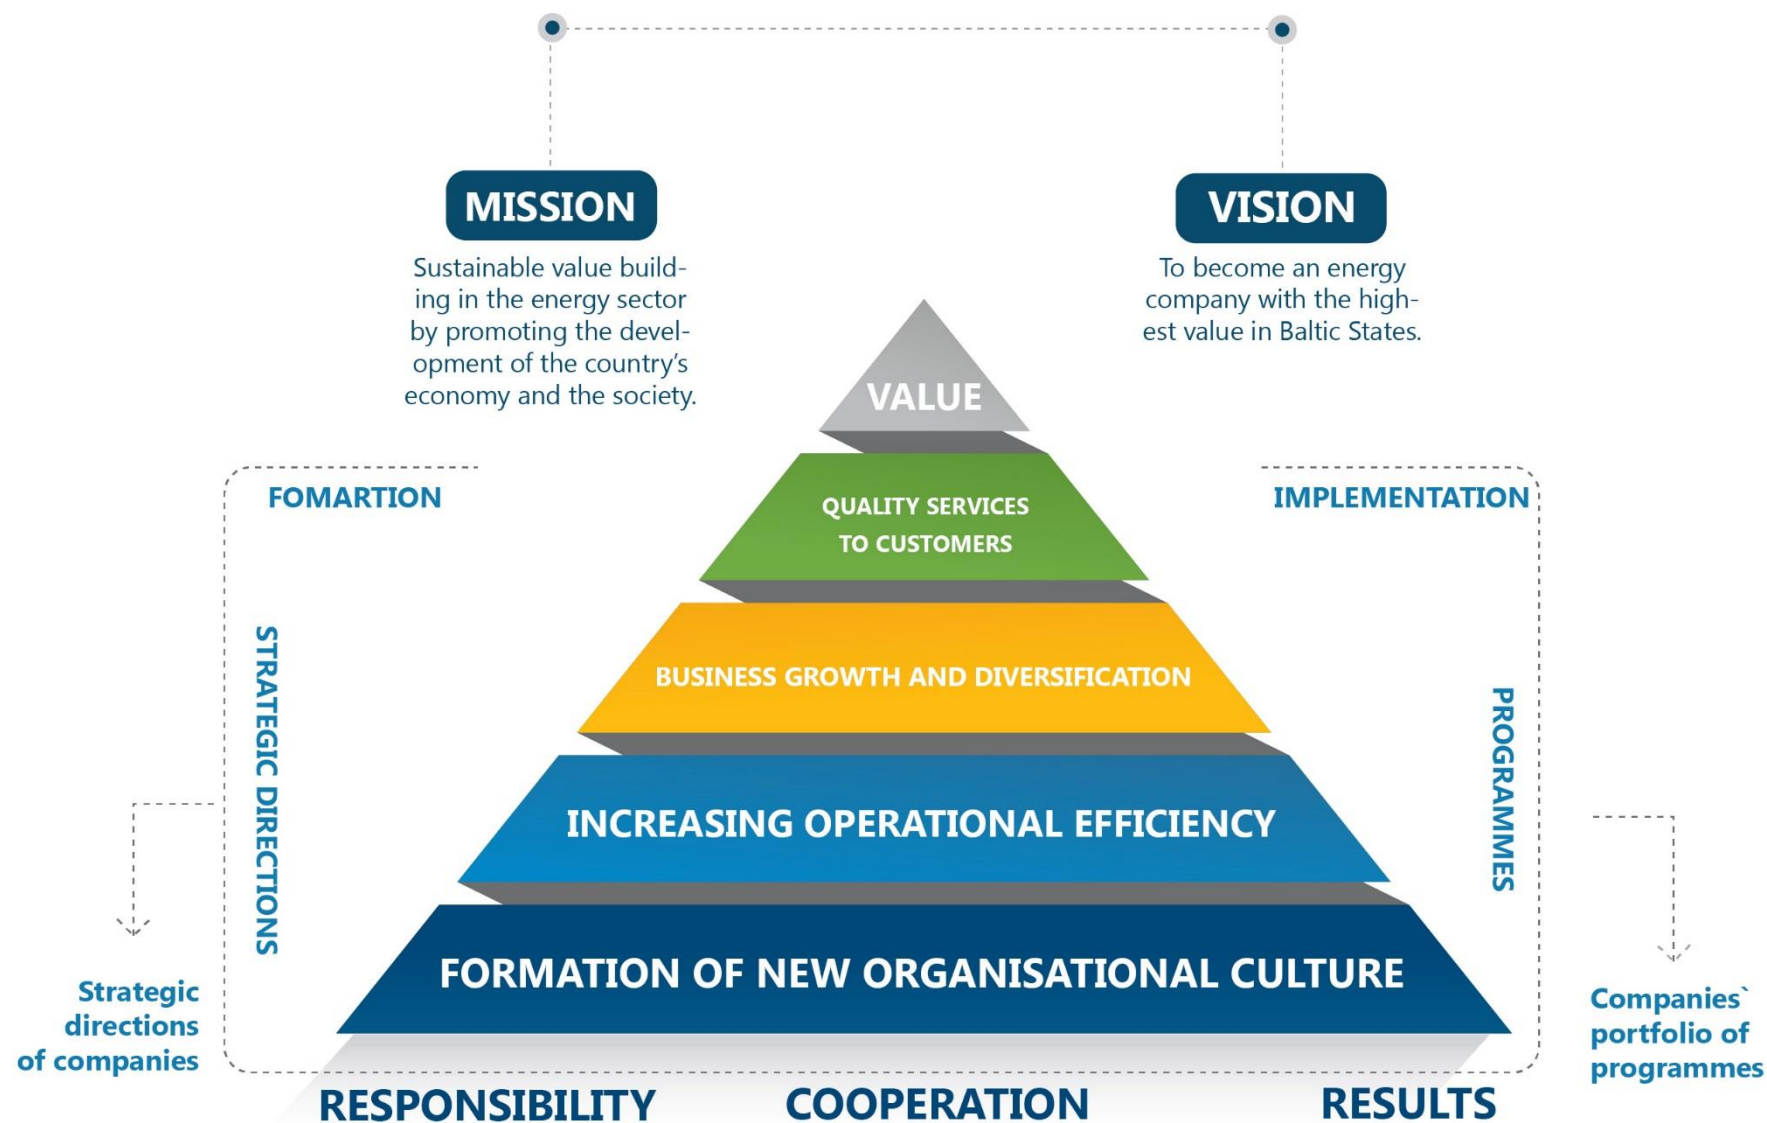 MISSION
Sustainable value build-
ing in the energy sector
by promoting the devel-
opment of the country's
economy and the society.
VISION
To become an energy
company with the high-
est value in Baltic States.
VALUE
FOMARTION
IMPLEMENTATION
QUALITY SERVICES
TO CUSTOMERS
STRATEGIC DIRECTIONS
BUSINESS GROWTH AND DIVERSIFICATION
PROGRAMMES
INCREASING OPERATIONAL EFFICIENCY
FORMATION OF NEW ORGANISATIONAL CULTURE
Strategic
directions
of companies
Companies`
portfolio of
programmes
RESPONSIBILITY
COOPERATION
RESULTS